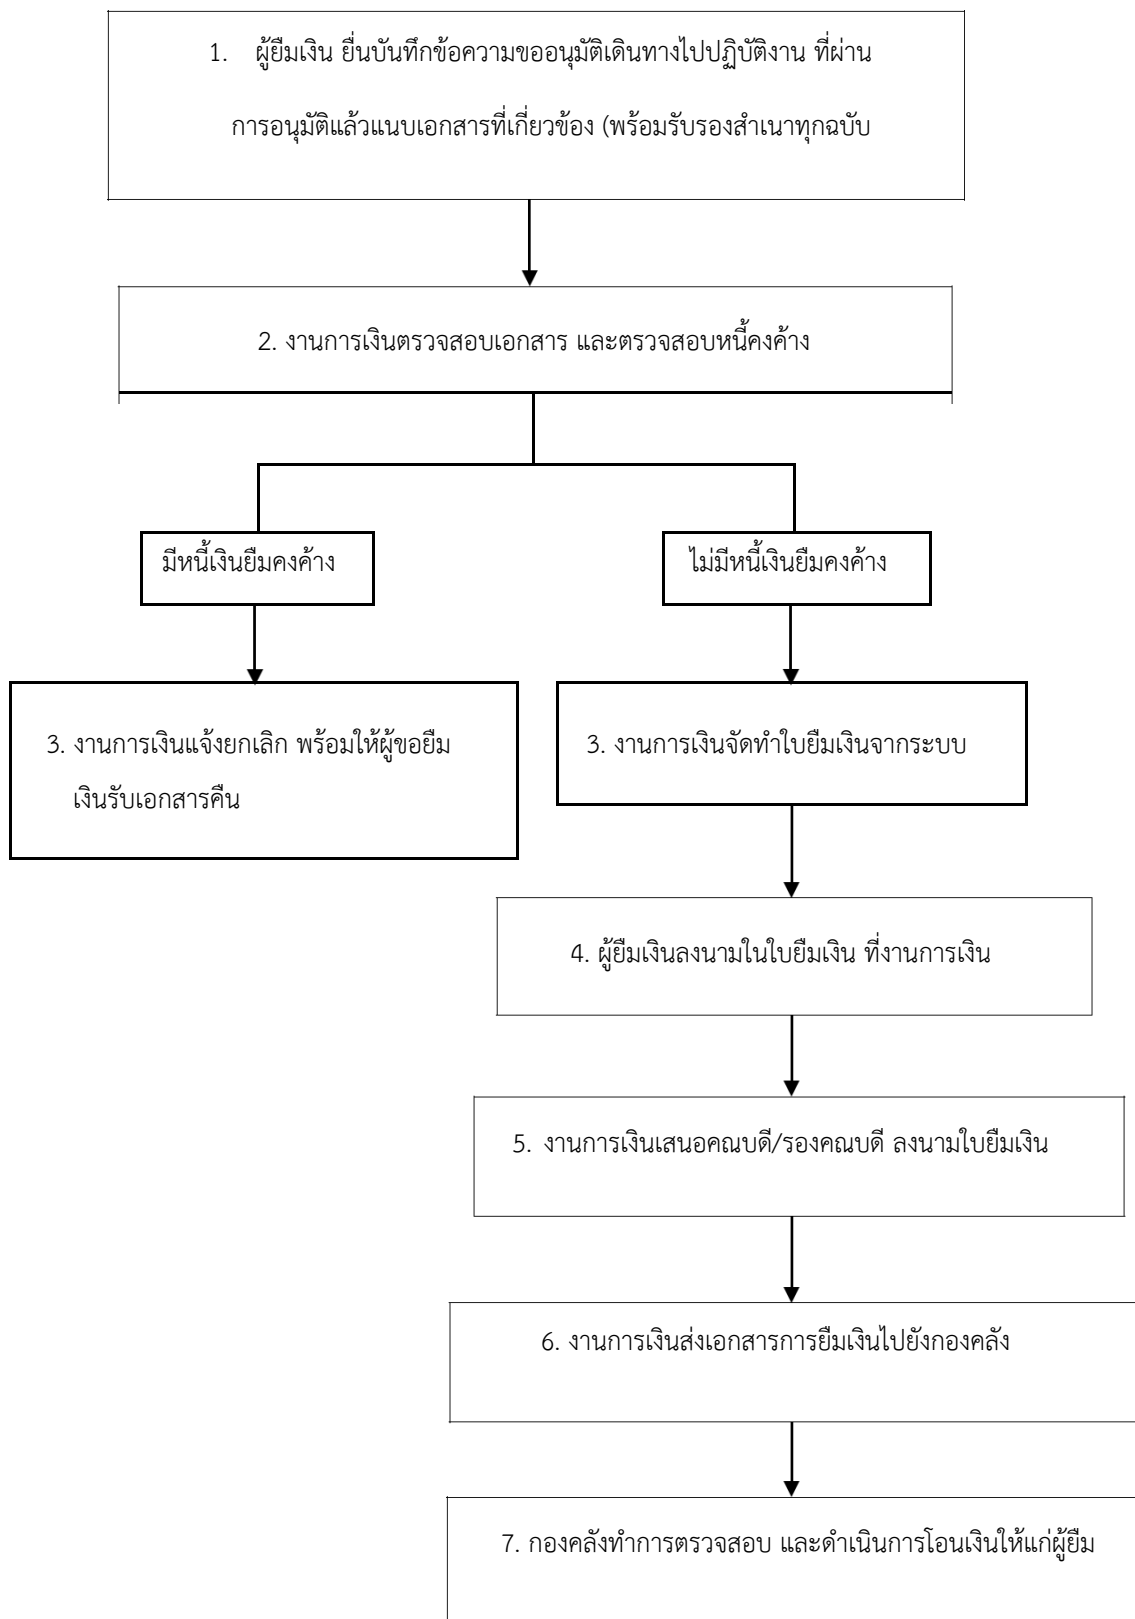 1. ผู้ยืมเงิน ยื่นบันทึกข้อความขออนุมัติเดินทางไปปฏิบัติงาน ที่ผ่าน
การอนุมัติแล้วแนบเอกสารที่เกี่ยวข้อง (พร้อมรับรองสำเนาทุกฉบับ
2. งานการเงินตรวจสอบเอกสาร และตรวจสอบหนี้คงค้าง
มีหนี้เงินยืมคงค้าง
ไม่มีหนี้เงินยืมคงค้าง
3. งานการเงินแจ้งยกเลิก พร้อมให้ผู้ขอยืม
เงินรับเอกสารคืน
3. งานการเงินจัดทำใบยืมเงินจากระบบ
4. ผู้ยืมเงินลงนามในใบยืมเงิน ที่งานการเงิน
5. งานการเงินเสนอคณบดี/รองคณบดี ลงนามใบยืมเงิน
6. งานการเงินส่งเอกสารการยืมเงินไปยังกองคลัง
7. กองคลังทำการตรวจสอบ และดำเนินการโอนเงินให้แก่ผู้ยืม